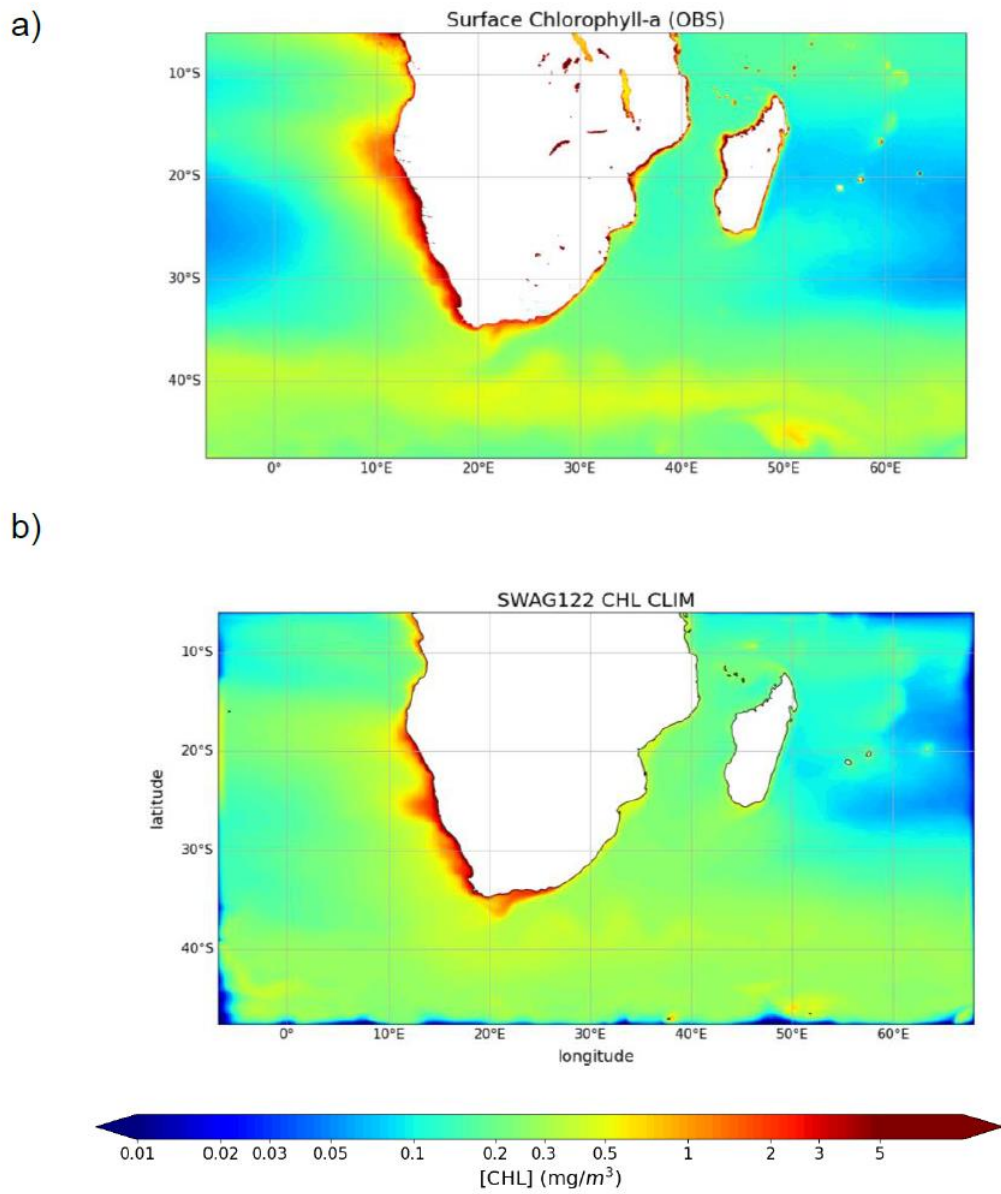 a)
Surface Chlorophyll-a (OBS)
10°S
20°S
30°S
40°S
0° 10°E 20°E 30°E 40°E 50°E 60°E
b)
SWAG122 CHL CLIM
10°S
20°S
30°S
40°S
latitude
0° 10°E 20°E 30°E 40°E 50°E 60°E
longitude
0.01 0.02 0.03 0.05 0.1 0.2 0.3 0.5 1 2 3 5
[CHL] (mg/m³)